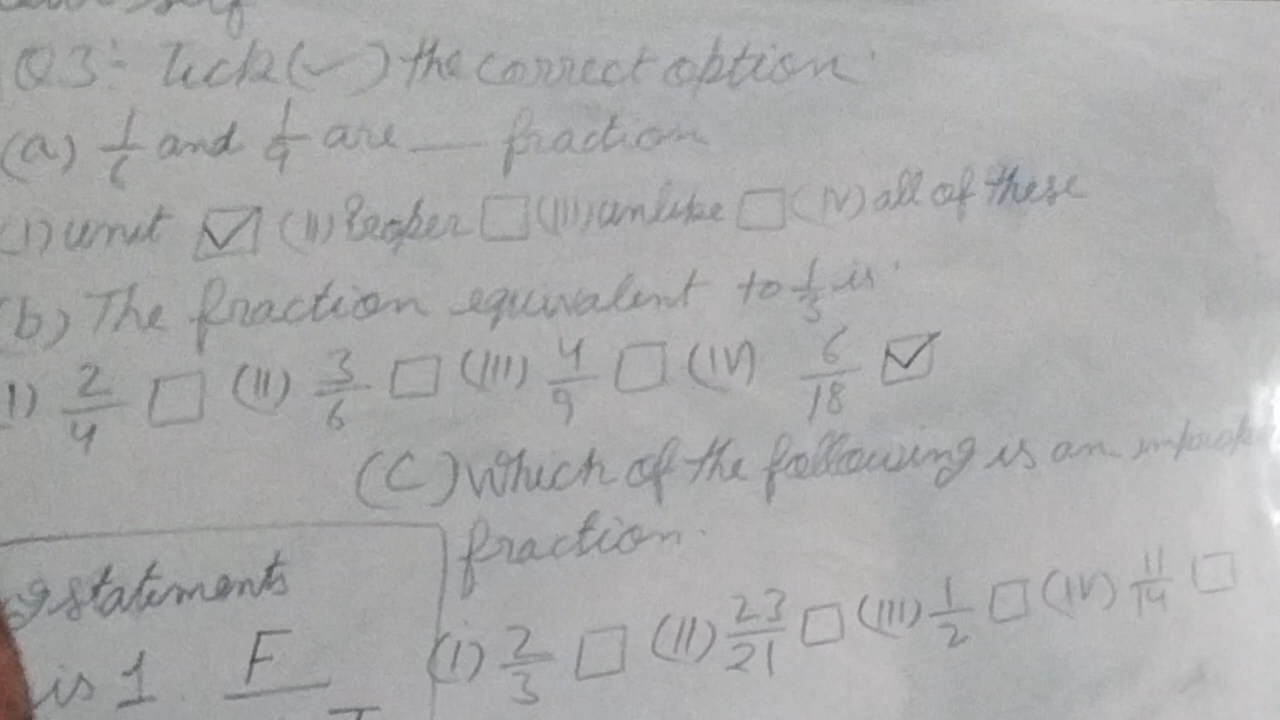 Q3:- Tick (✓) the correct option.
(a) 1/6 and 1/9 are __ fraction
(I) unit ☑ (II) Proper ☐ (III) unlike ☐ (IV) all of these
(b) The fraction equivalent to 1/3 is.
I) 2/4 ☐ (II) 3/6 ☐ (III) 4/9 ☐ (IV) 6/18 ☑
(C) Which of the following is an
fraction.
(i) 2/3 ☐ (II) 23/21 ☐ (III) 1/2 ☐ (IV) 11/14 ☐
statements
is 1. F